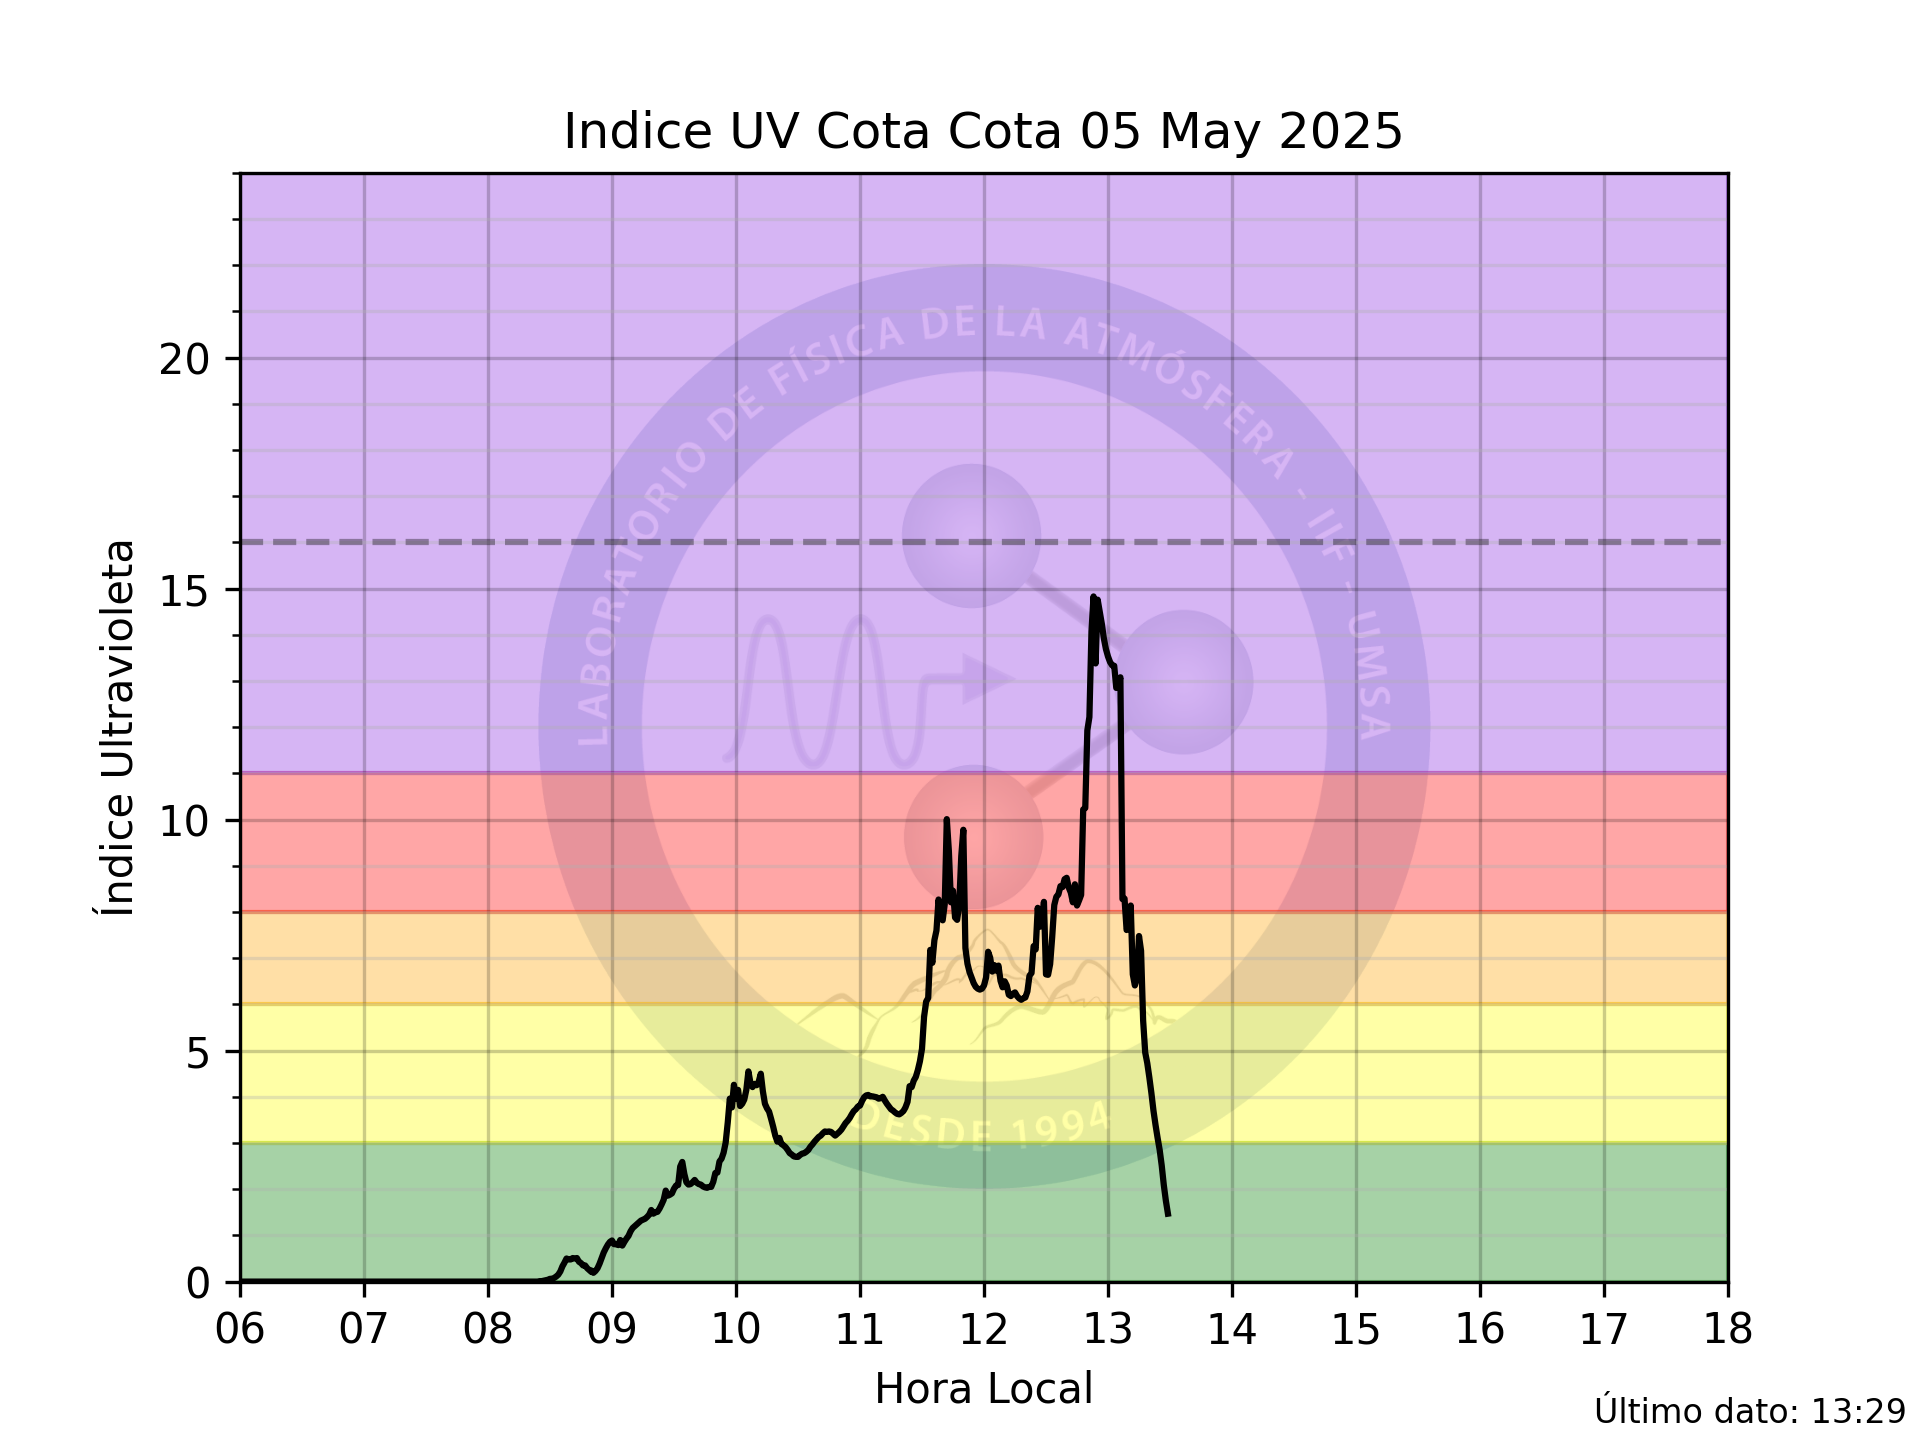 Indice UV Cota Cota 05 May 2025
LABORATORIO DE FÍSICA DE LA ATMÓSFERA - IIF - UMSA
DESDE 1994
Índice Ultravioleta
20
15
10
5
0
06 07 08 09 10 11 12 13 14 15 16 17 18
Hora Local
Último dato: 13:29